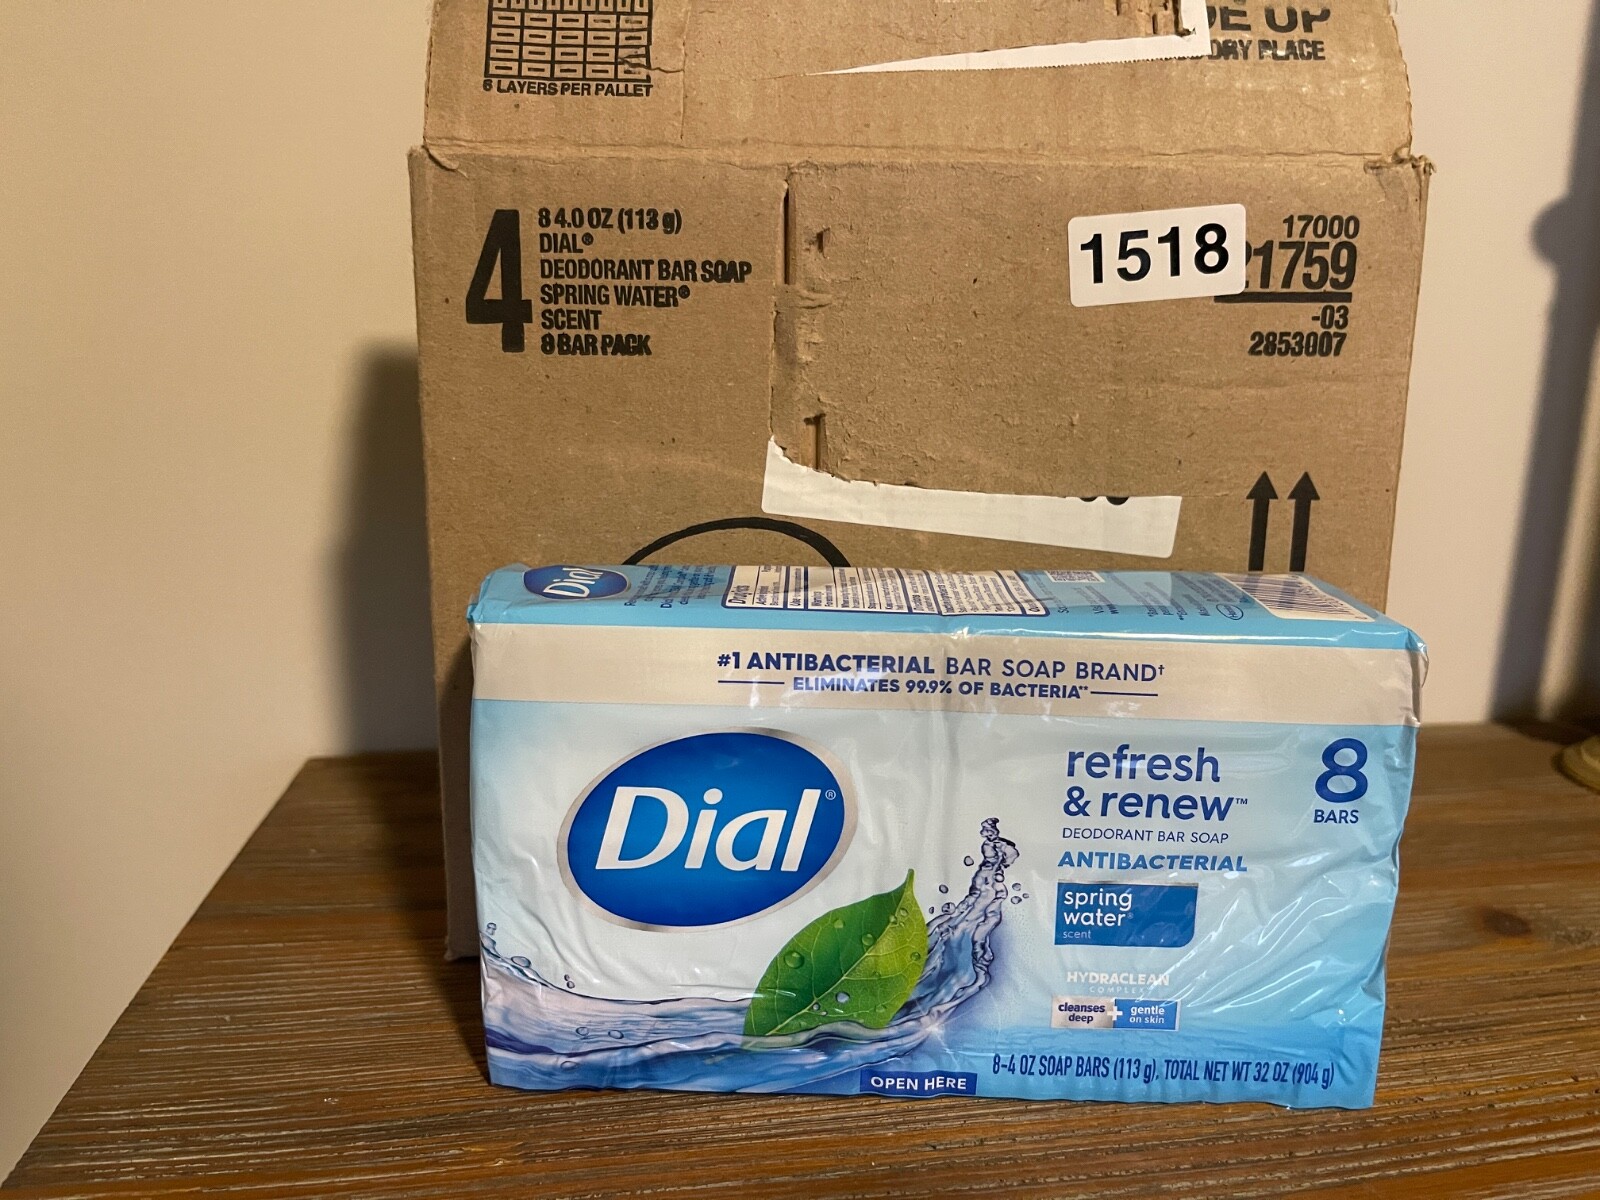 6 LAYERS PER PALLET
E UP
DRY PLACE
4
8 4.0 OZ (113 g)
DIAL®
DEODORANT BAR SOAP
SPRING WATER®
SCENT
8 BAR PACK
1518
17000
21759
-03
2853007
Dial
#1 ANTIBACTERIAL BAR SOAP BRAND†
ELIMINATES 99.9% OF BACTERIA**
Dial®
refresh
& renew™
DEODORANT BAR SOAP
ANTIBACTERIAL
8
BARS
spring
water®
scent
HYDRACLEAN
COMPLEX
cleanses
deep
+
gentle
on skin
OPEN HERE
8-4 OZ SOAP BARS (113 g), TOTAL NET WT 32 OZ (904 g)